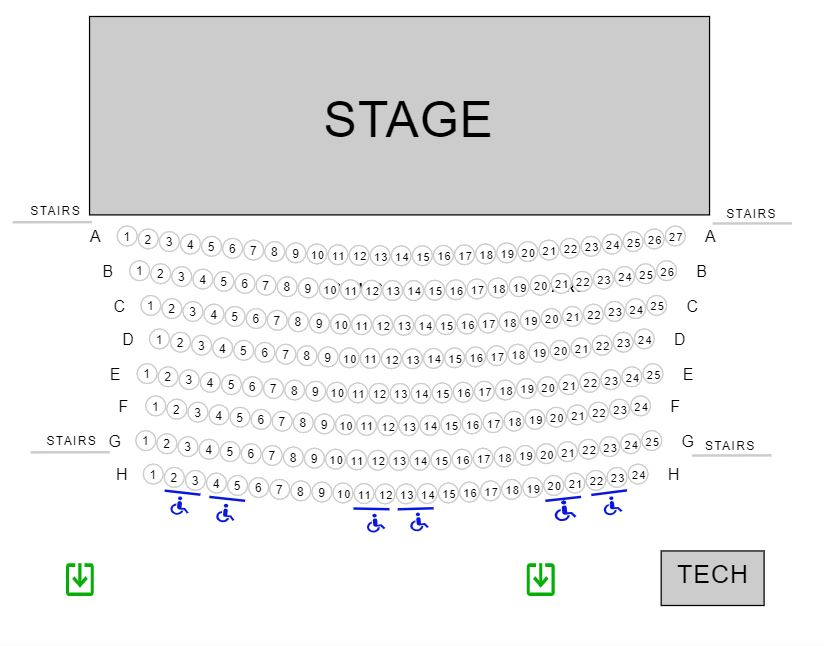 STAGE
STAIRS STAIRS
A 1 2 3 4 5 6 7 8 9 10 11 12 13 14 15 16 17 18 19 20 21 22 23 24 25 26 27 A
B 1 2 3 4 5 6 7 8 9 10 11 12 13 14 15 16 17 18 19 20 21 22 23 24 25 26 B
C 1 2 3 4 5 6 7 8 9 10 11 12 13 14 15 16 17 18 19 20 21 22 23 24 25 C
D 1 2 3 4 5 6 7 8 9 10 11 12 13 14 15 16 17 18 19 20 21 22 23 24 D
E 1 2 3 4 5 6 7 8 9 10 11 12 13 14 15 16 17 18 19 20 21 22 23 24 25 E
F 1 2 3 4 5 6 7 8 9 10 11 12 13 14 15 16 17 18 19 20 21 22 23 24 F
STAIRS G 1 2 3 4 5 6 7 8 9 10 11 12 13 14 15 16 17 18 19 20 21 22 23 24 25 G STAIRS
H 1 2 3 4 5 6 7 8 9 10 11 12 13 14 15 16 17 18 19 20 21 22 23 24 H
TECH